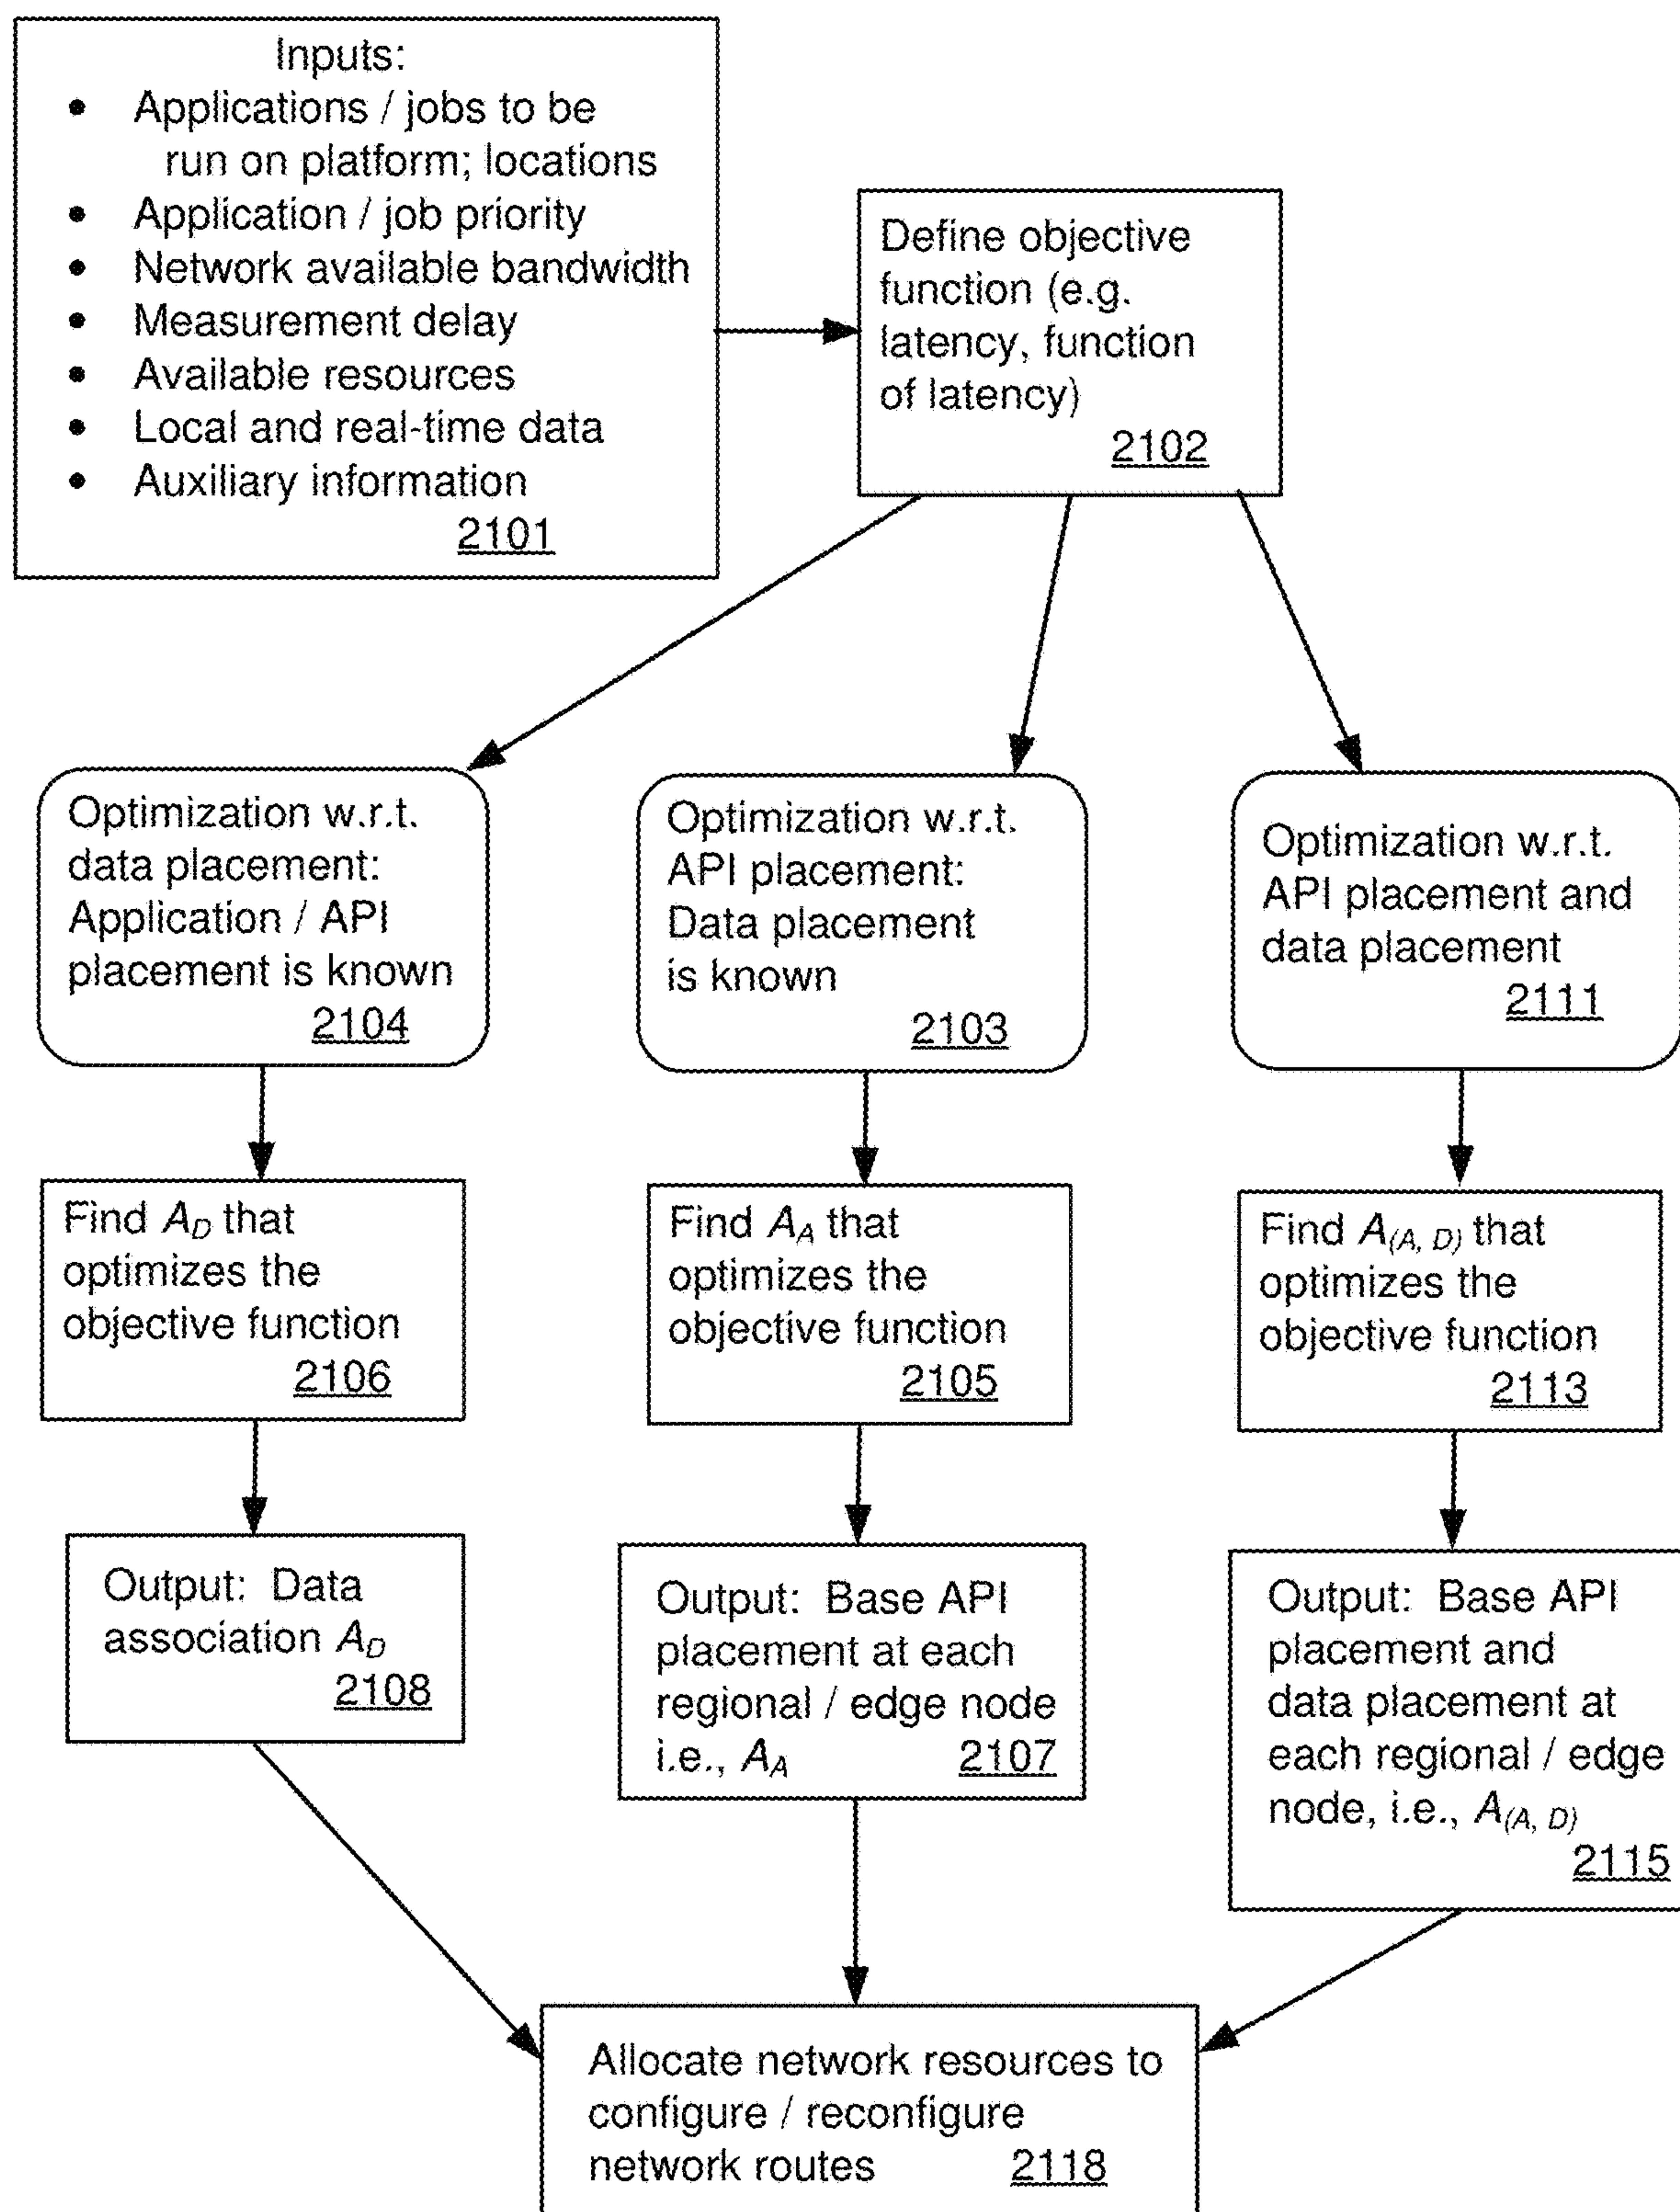 Inputs:
• Applications / jobs to be
run on platform; locations
• Application / job priority
• Network available bandwidth
• Measurement delay
• Available resources
• Local and real-time data
• Auxiliary information
2101
Define objective
function (e.g.
latency, function
of latency)
2102
Optimization w.r.t.
data placement:
Application / API
placement is known
2104
Optimization w.r.t.
API placement:
Data placement
is known
2103
Optimization w.r.t.
API placement and
data placement
2111
Find A_D that
optimizes the
objective function
2106
Find A_A that
optimizes the
objective function
2105
Find A_(A, D) that
optimizes the
objective function
2113
Output: Data
association A_D
2108
Output: Base API
placement at each
regional / edge node
i.e., A_A 2107
Output: Base API
placement and
data placement at
each regional / edge
node, i.e., A_(A, D)
2115
Allocate network resources to
configure / reconfigure
network routes 2118